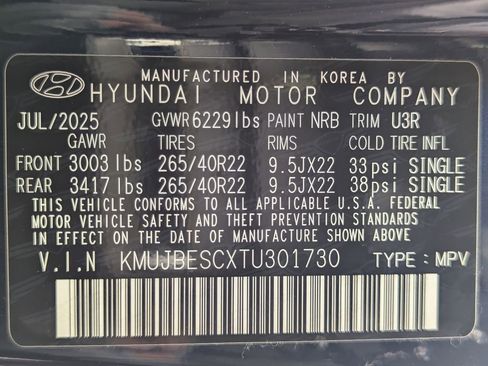 MANUFACTURED IN KOREA BY
HYUNDAI MOTOR COMPANY
JUL/2025 GVWR 6229lbs PAINT NRB TRIM U3R
GAWR TIRES RIMS COLD TIRE INFL
FRONT 3003 lbs 265/40R22 9.5JX22 33psi SINGLE
REAR 3417 lbs 265/40R22 9.5JX22 38psi SINGLE
THIS VEHICLE CONFORMS TO ALL APPLICABLE U.S.A. FEDERAL
MOTOR VEHICLE SAFETY AND THEFT PREVENTION STANDARDS
IN EFFECT ON THE DATE OF MANUFACTURE SHOWN ABOVE.
V.I.N KMUJBESCXTU301730 TYPE: MPV